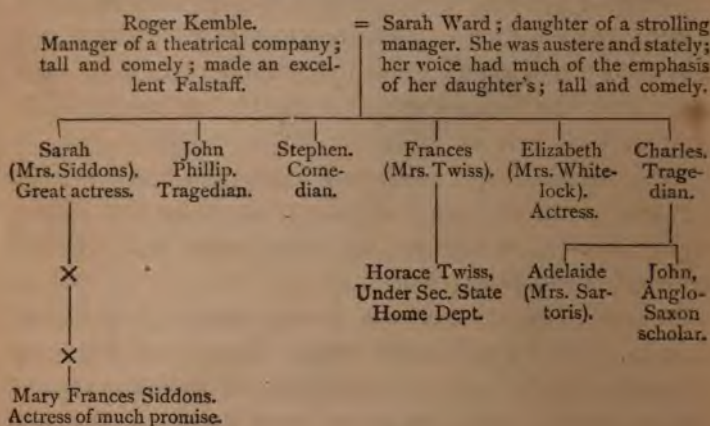 Roger Kemble.
Manager of a theatrical company;
tall and comely; made an excel-
lent Falstaff.
= Sarah Ward; daughter of a strolling
manager. She was austere and stately;
her voice had much of the emphasis
of her daughter's; tall and comely.
Sarah
(Mrs. Siddons).
Great actress.
John
Phillip.
Tragedian.
Stephen.
Come-
dian.
Frances
(Mrs. Twiss).
Elizabeth
(Mrs. White-
lock).
Actress.
Charles.
Trage-
dian.
×
×
Horace Twiss,
Under Sec. State
Home Dept.
Adelaide
(Mrs. Sar-
toris).
John,
Anglo-
Saxon
scholar.
Mary Frances Siddons.
Actress of much promise.